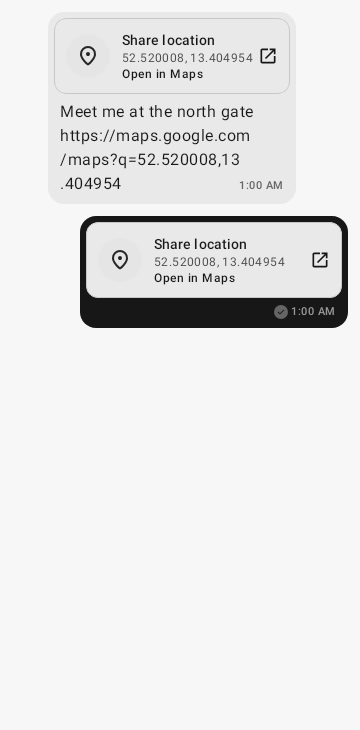 Share location
52.520008, 13.404954
Open in Maps
Meet me at the north gate
https://maps.google.com
/maps?q=52.520008,13
.404954
1:00 AM
Share location
52.520008, 13.404954
Open in Maps
1:00 AM